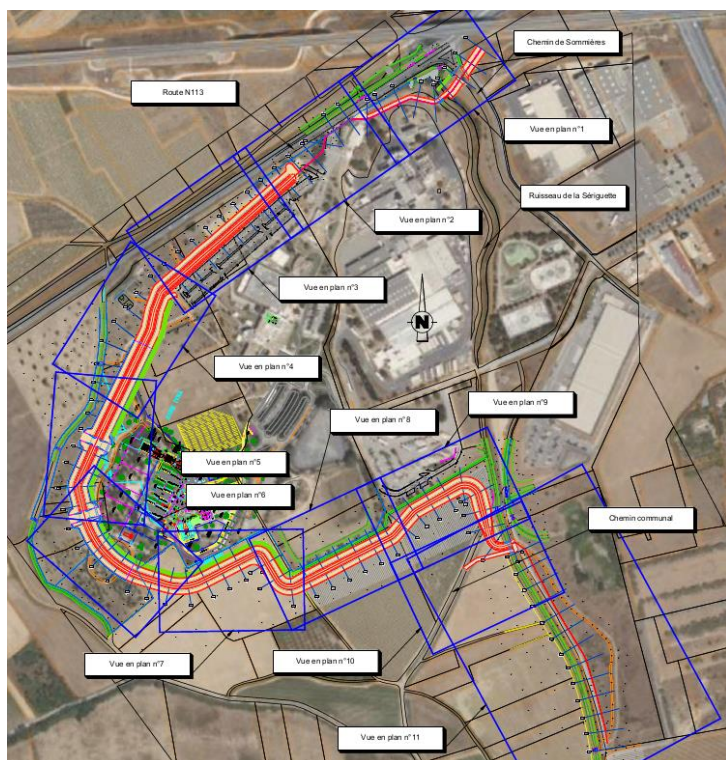 Chemin de Sommières
Route N113
Vue en plan n°1
Ruisseau de la Sériguette
Vue en plan n°2
Vue en plan n°3
N
Vue en plan n°4
Vue en plan n°8
Vue en plan n°9
Vue en plan n°5
Vue en plan n°6
Chemin communal
Vue en plan n°7
Vue en plan n°10
Vue en plan n°11